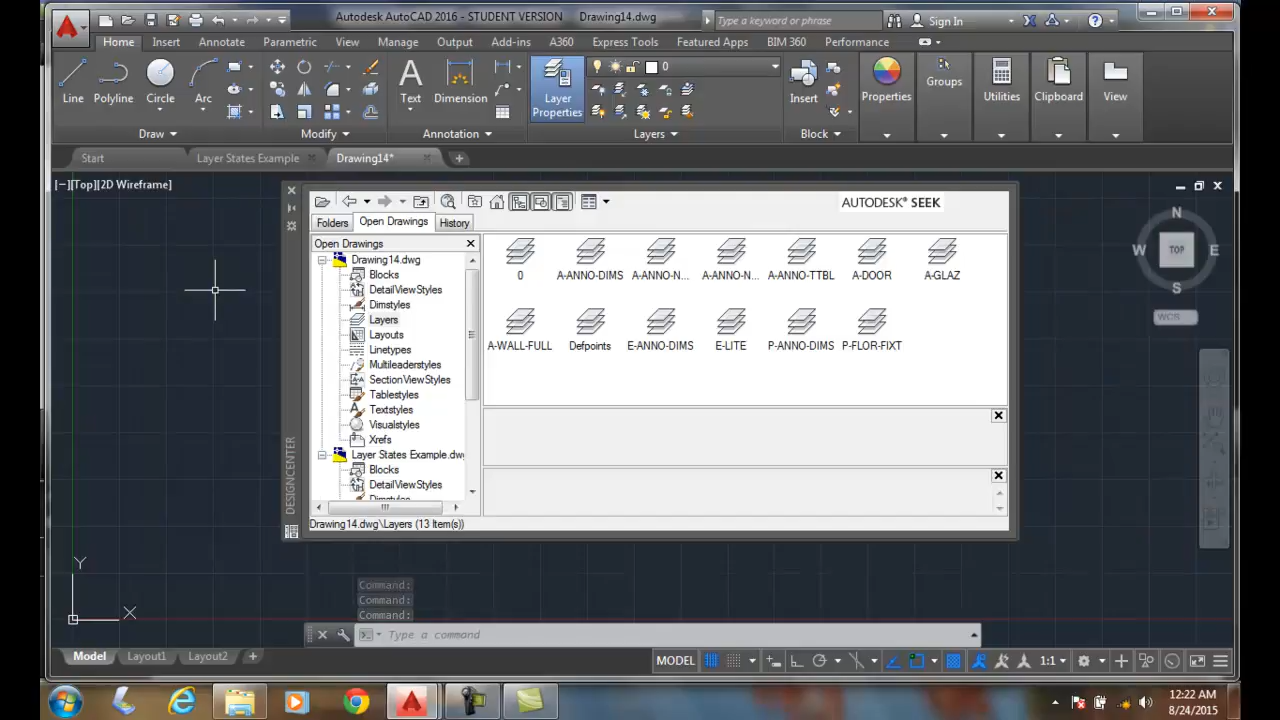 Autodesk AutoCAD 2016 - STUDENT VERSION Drawing14.dwg
Type a keyword or phrase
Sign In
Home Insert Annotate Parametric View Manage Output Add-ins A360 Express Tools Featured Apps BIM 360 Performance
Line Polyline Circle Arc
Text Dimension
Layer
Properties
0
Insert
Properties Groups Utilities Clipboard View
Draw Modify Annotation Layers Block
Start Layer States Example Drawing14*
[−][Top][2D Wireframe]
N
W TOP E
S
WCS
AUTODESK® SEEK
Folders Open Drawings History
Open Drawings
Drawing14.dwg
Blocks
DetailViewStyles
Dimstyles
Layers
Layouts
Linetypes
Multileaderstyles
SectionViewStyles
Tablestyles
Textstyles
Visualstyles
Xrefs
Layer States Example.dwg
Blocks
DetailViewStyles
Dimstyles
0 A-ANNO-DIMS A-ANNO-N... A-ANNO-N... A-ANNO-TTBL A-DOOR A-GLAZ
A-WALL-FULL Defpoints E-ANNO-DIMS E-LITE P-ANNO-DIMS P-FLOR-FIXT
DESIGNCENTER
Drawing14.dwg\Layers (13 Item(s))
Y
X
Command:
Command:
Command:
Type a command
Model Layout1 Layout2
MODEL 1:1
12:22 AM
8/24/2015